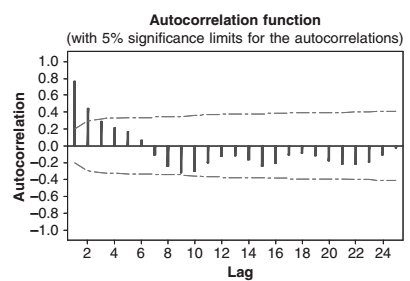 Autocorrelation function
(with 5% significance limits for the autocorrelations)
1.0
0.8
0.6
0.4
0.2
0.0
−0.2
−0.4
−0.6
−0.8
−1.0
Autocorrelation
2 4 6 8 10 12 14 16 18 20 22 24
Lag